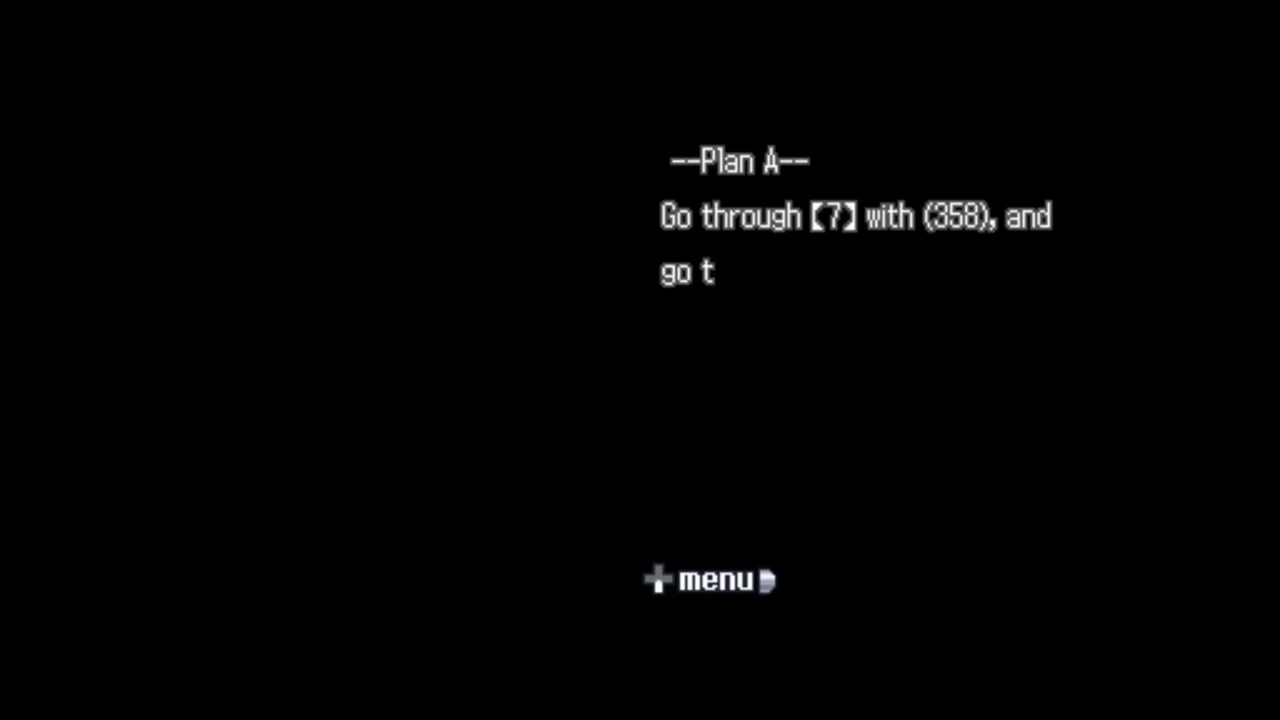 --Plan A--
Go through【7】with (358), and
go t
menu